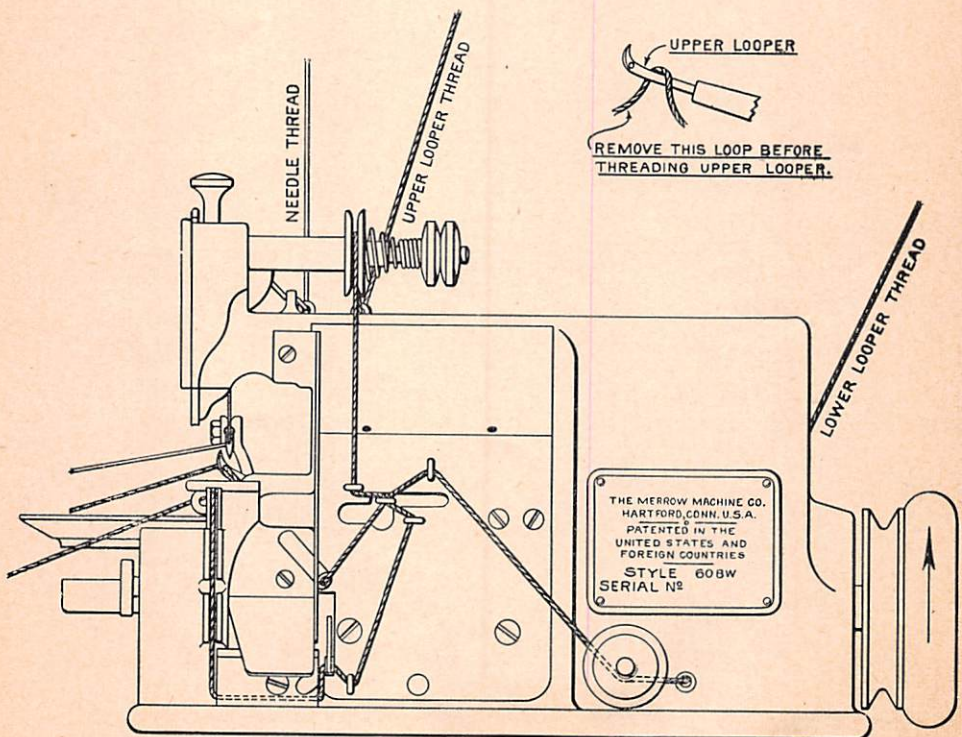 UPPER LOOPER
REMOVE THIS LOOP BEFORE
THREADING UPPER LOOPER.
NEEDLE THREAD
UPPER LOOPER THREAD
LOWER LOOPER THREAD
THE MERROW MACHINE CO.
HARTFORD, CONN. U.S.A.
PATENTED IN THE
UNITED STATES AND
FOREIGN COUNTRIES
STYLE 60BW
SERIAL Nº